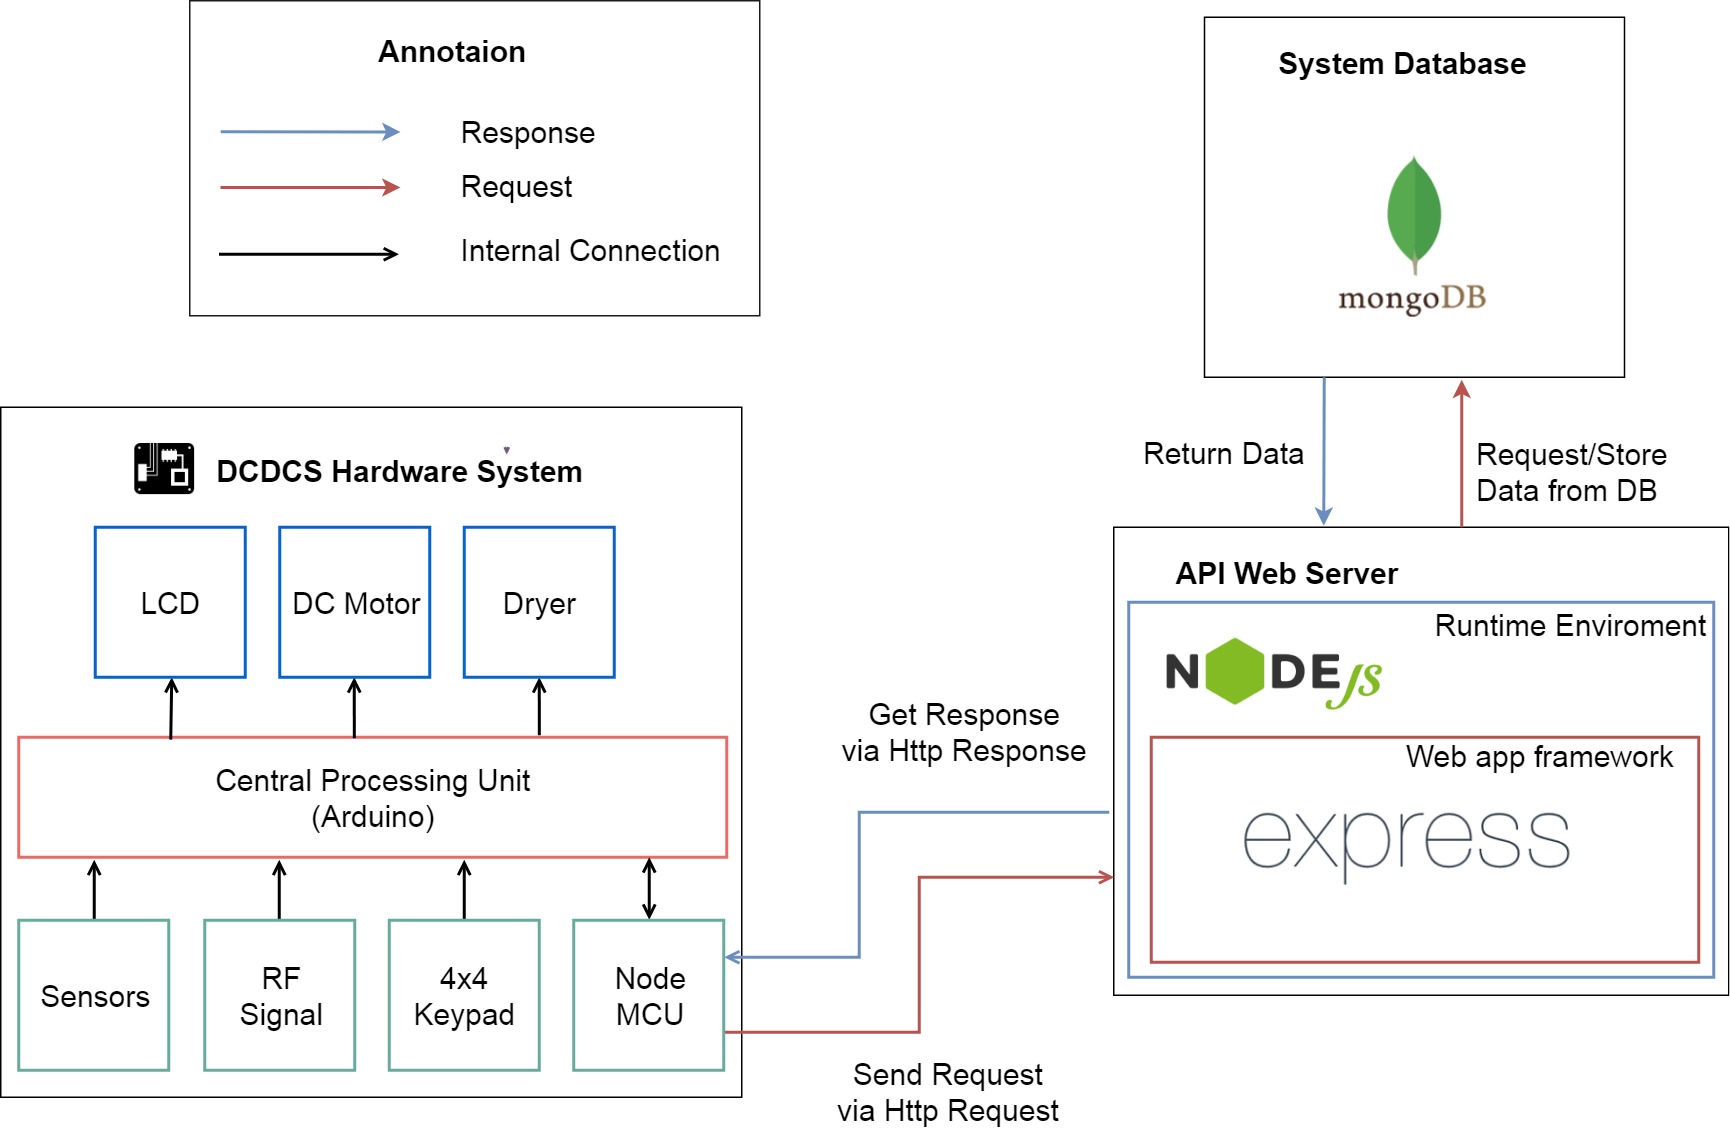 Annotaion
Response
Request
Internal Connection
System Database
mongoDB
Return Data
Request/Store
Data from DB
DCDCS Hardware System
LCD
DC Motor
Dryer
Central Processing Unit
(Arduino)
Sensors
RF
Signal
4x4
Keypad
Node
MCU
Get Response
via Http Response
Send Request
via Http Request
API Web Server
Runtime Enviroment
NODEJS
Web app framework
express